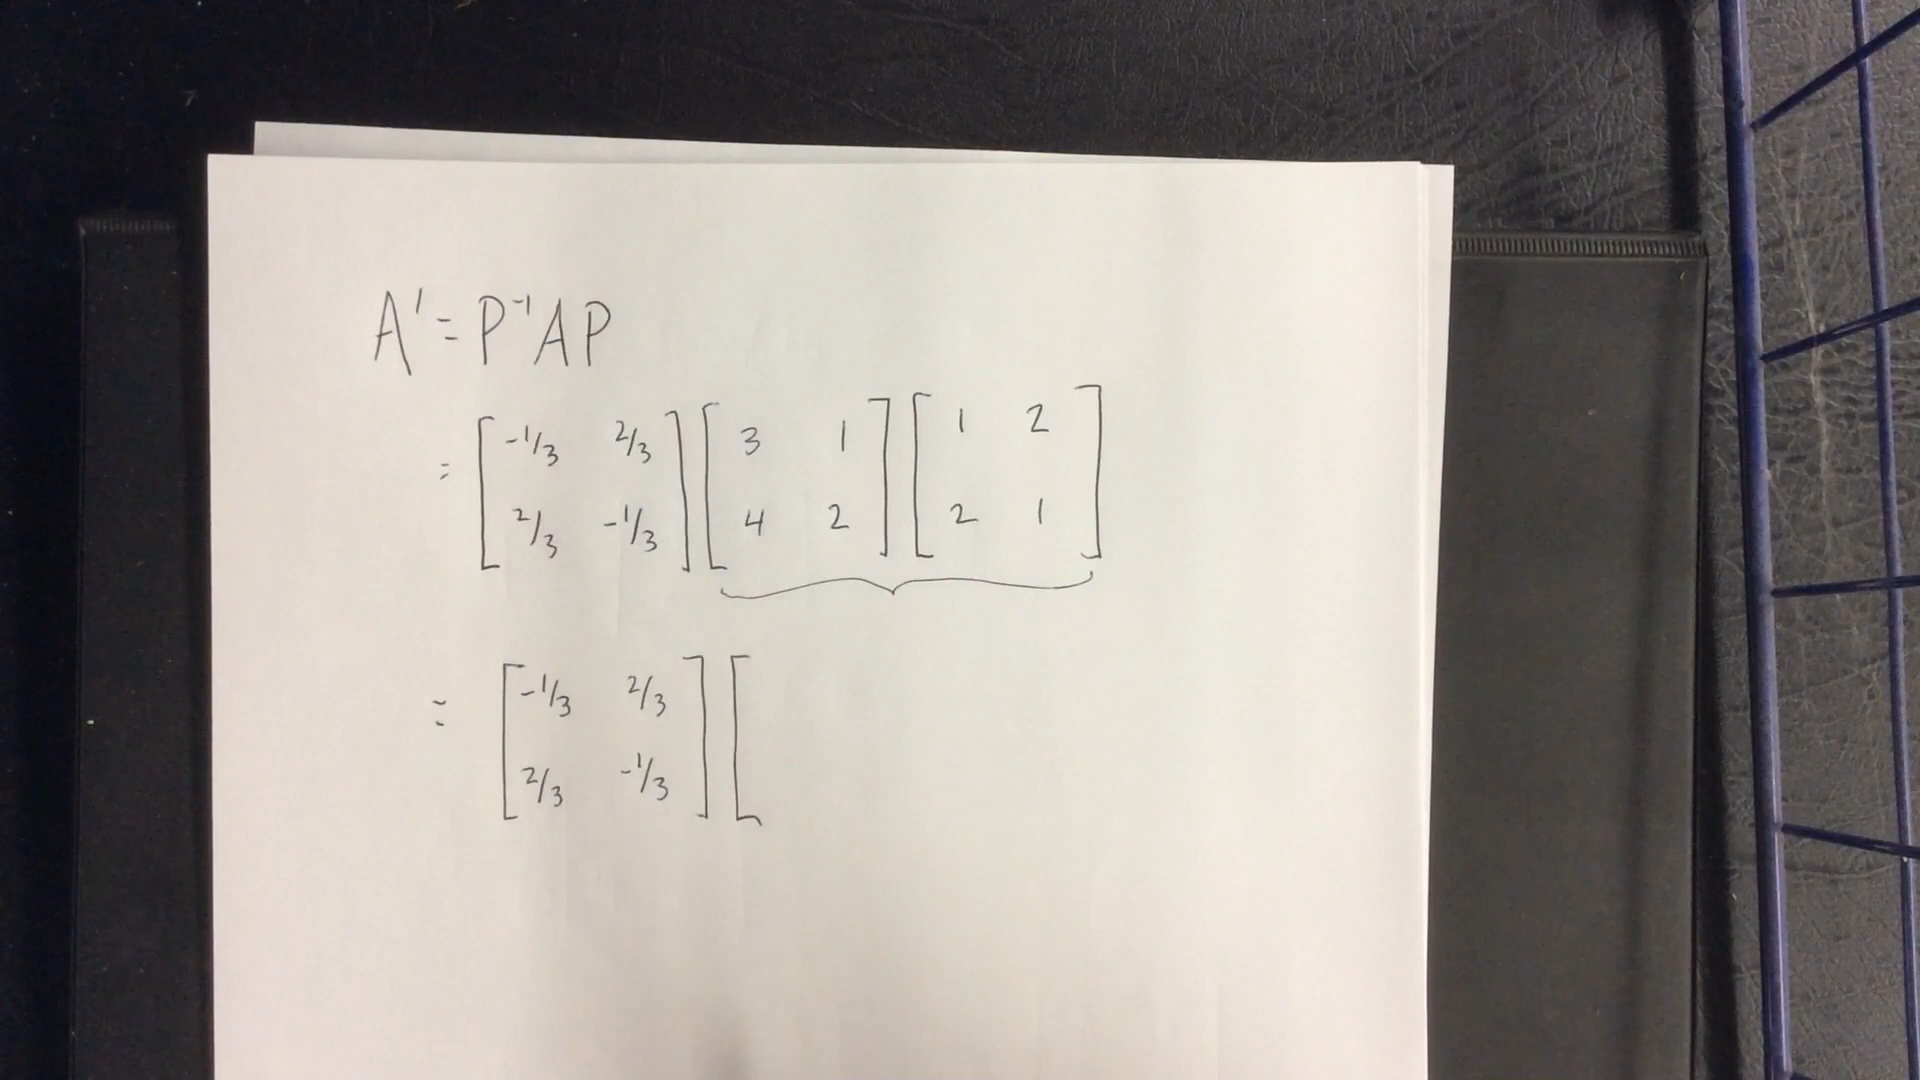 A' = P⁻¹AP
= [ -1/3 2/3 ] [ 3 1 ] [ 1 2 ]
[ 2/3 -1/3 ] [ 4 2 ] [ 2 1 ]
= [ -1/3 2/3 ] [
[ 2/3 -1/3 ] [